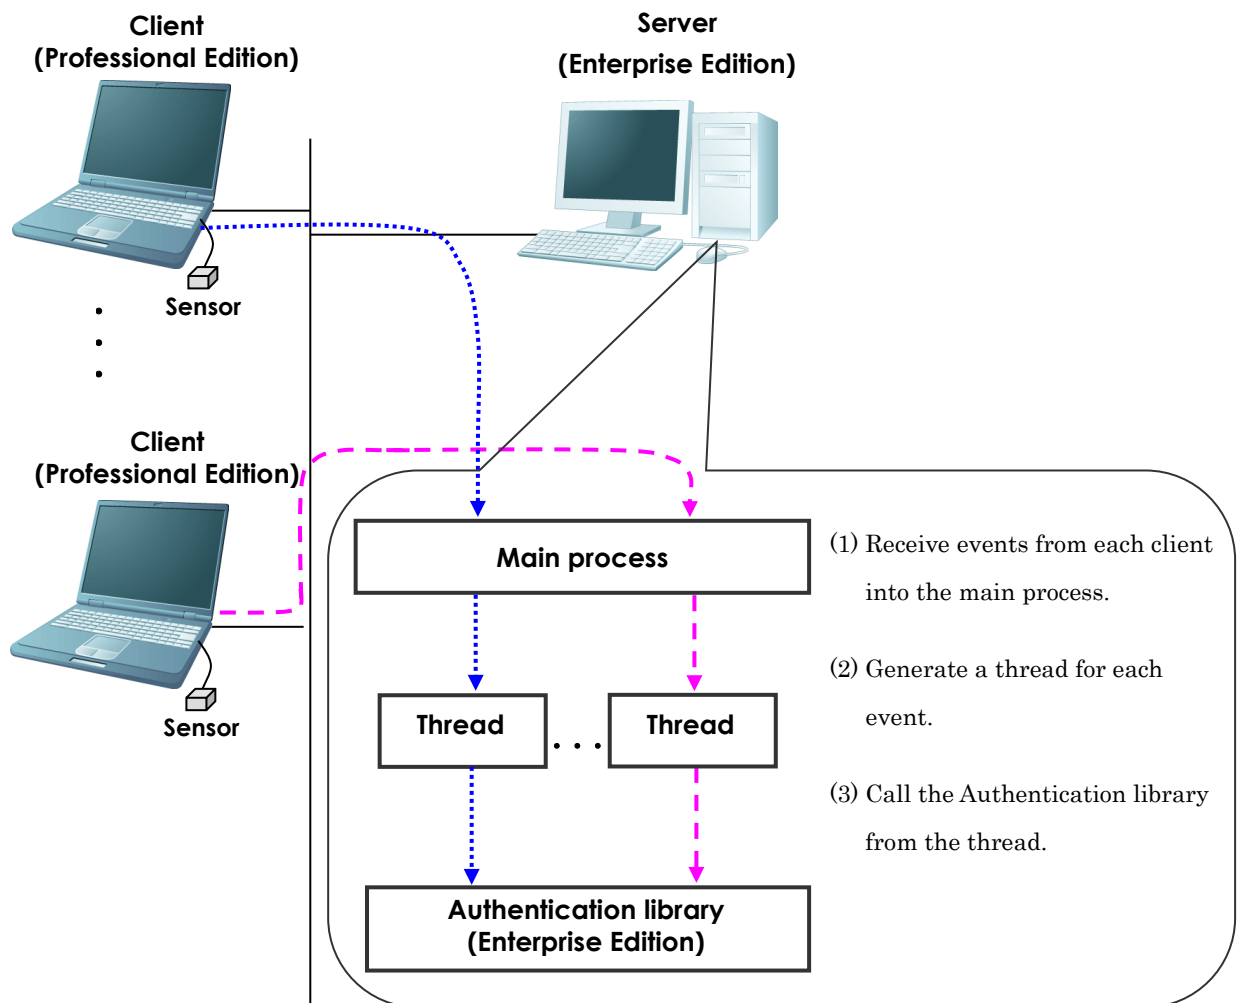 Client
(Professional Edition)
Server
(Enterprise Edition)
Sensor
Client
(Professional Edition)
Sensor
Main process
(1) Receive events from each client
into the main process.
Thread
. . .
Thread
(2) Generate a thread for each
event.
(3) Call the Authentication library
from the thread.
Authentication library
(Enterprise Edition)